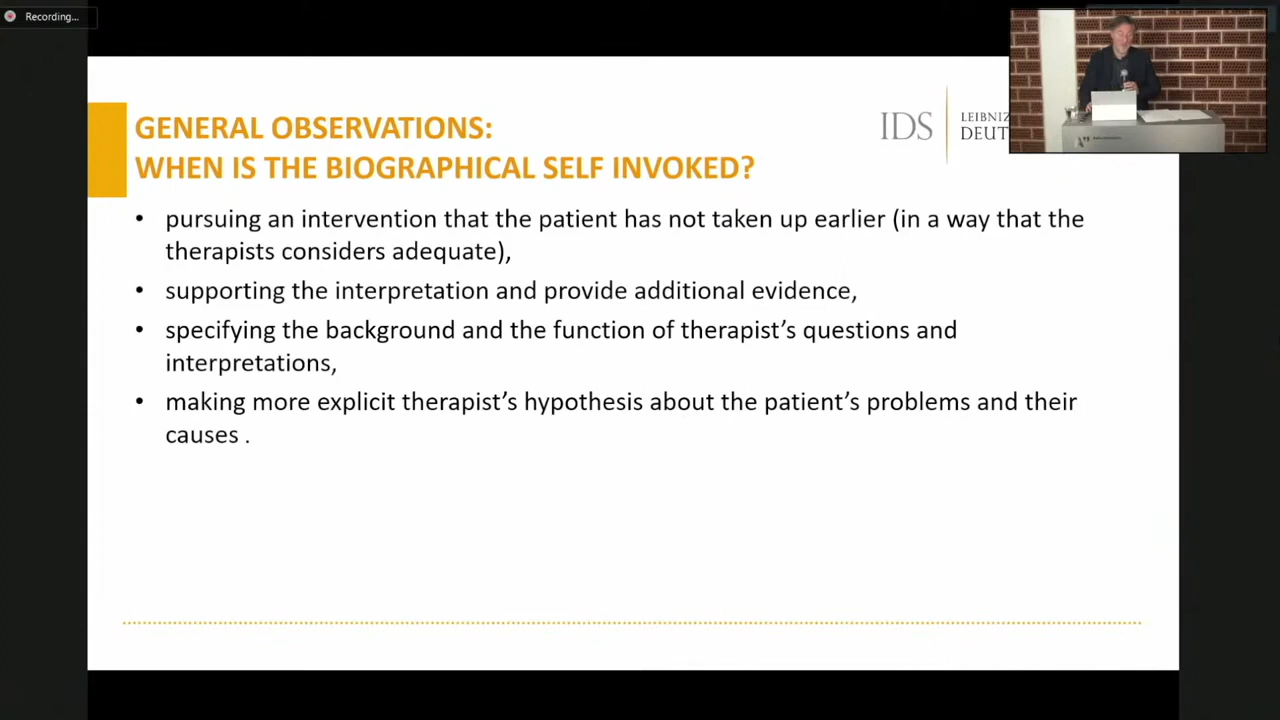 Recording...
GENERAL OBSERVATIONS:
WHEN IS THE BIOGRAPHICAL SELF INVOKED?
IDS
LEIBNIZ
DEUT
• pursuing an intervention that the patient has not taken up earlier (in a way that the
therapists considers adequate),
• supporting the interpretation and provide additional evidence,
• specifying the background and the function of therapist’s questions and
interpretations,
• making more explicit therapist’s hypothesis about the patient’s problems and their
causes .